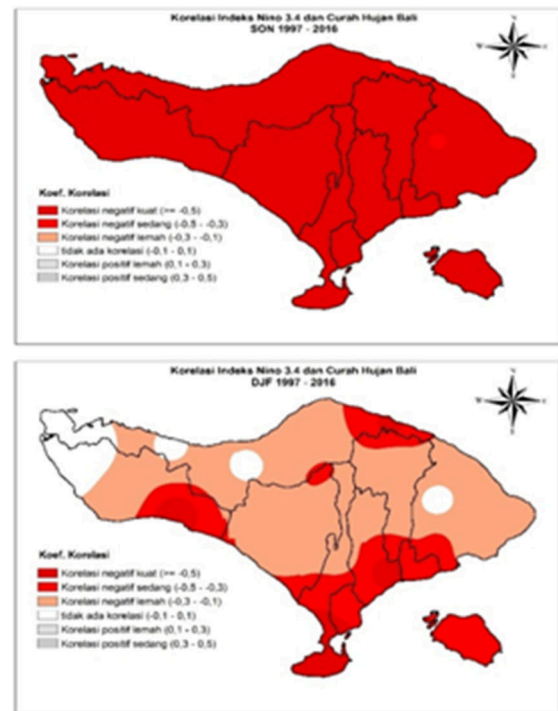 Korelasi Indeks Nino 3.4 dan Curah Hujan Bali
SON 1997 - 2016
Koef. Korelasi
Korelasi negatif kuat (>= -0,5)
Korelasi negatif sedang (-0.5 - -0,3)
Korelasi negatif lemah (-0,3 - -0,1)
tidak ada korelasi (-0,1 - 0,1)
Korelasi positif lemah (0,1 - 0,3)
Korelasi positif sedang (0,3 - 0,5)
Korelasi Indeks Nino 3.4 dan Curah Hujan Bali
DJF 1997 - 2016
Koef. Korelasi
Korelasi negatif kuat (>= -0,5)
Korelasi negatif sedang (-0.5 - -0,3)
Korelasi negatif lemah (-0,3 - -0,1)
tidak ada korelasi (-0,1 - 0,1)
Korelasi positif lemah (0,1 - 0,3)
Korelasi positif sedang (0,3 - 0,5)